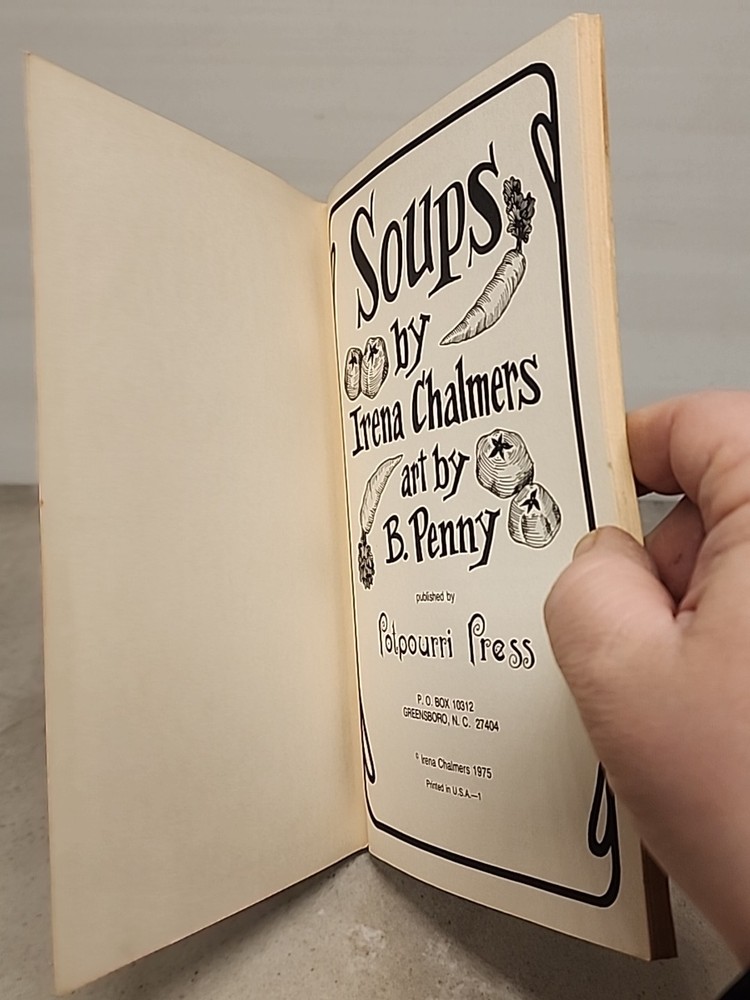 Soups
by
Irena Chalmers
art by
B. Penny
published by
Potpourri Press
P. O. BOX 10312
GREENSBORO, N. C. 27404
© Irena Chalmers 1975
Printed in U.S.A.—1